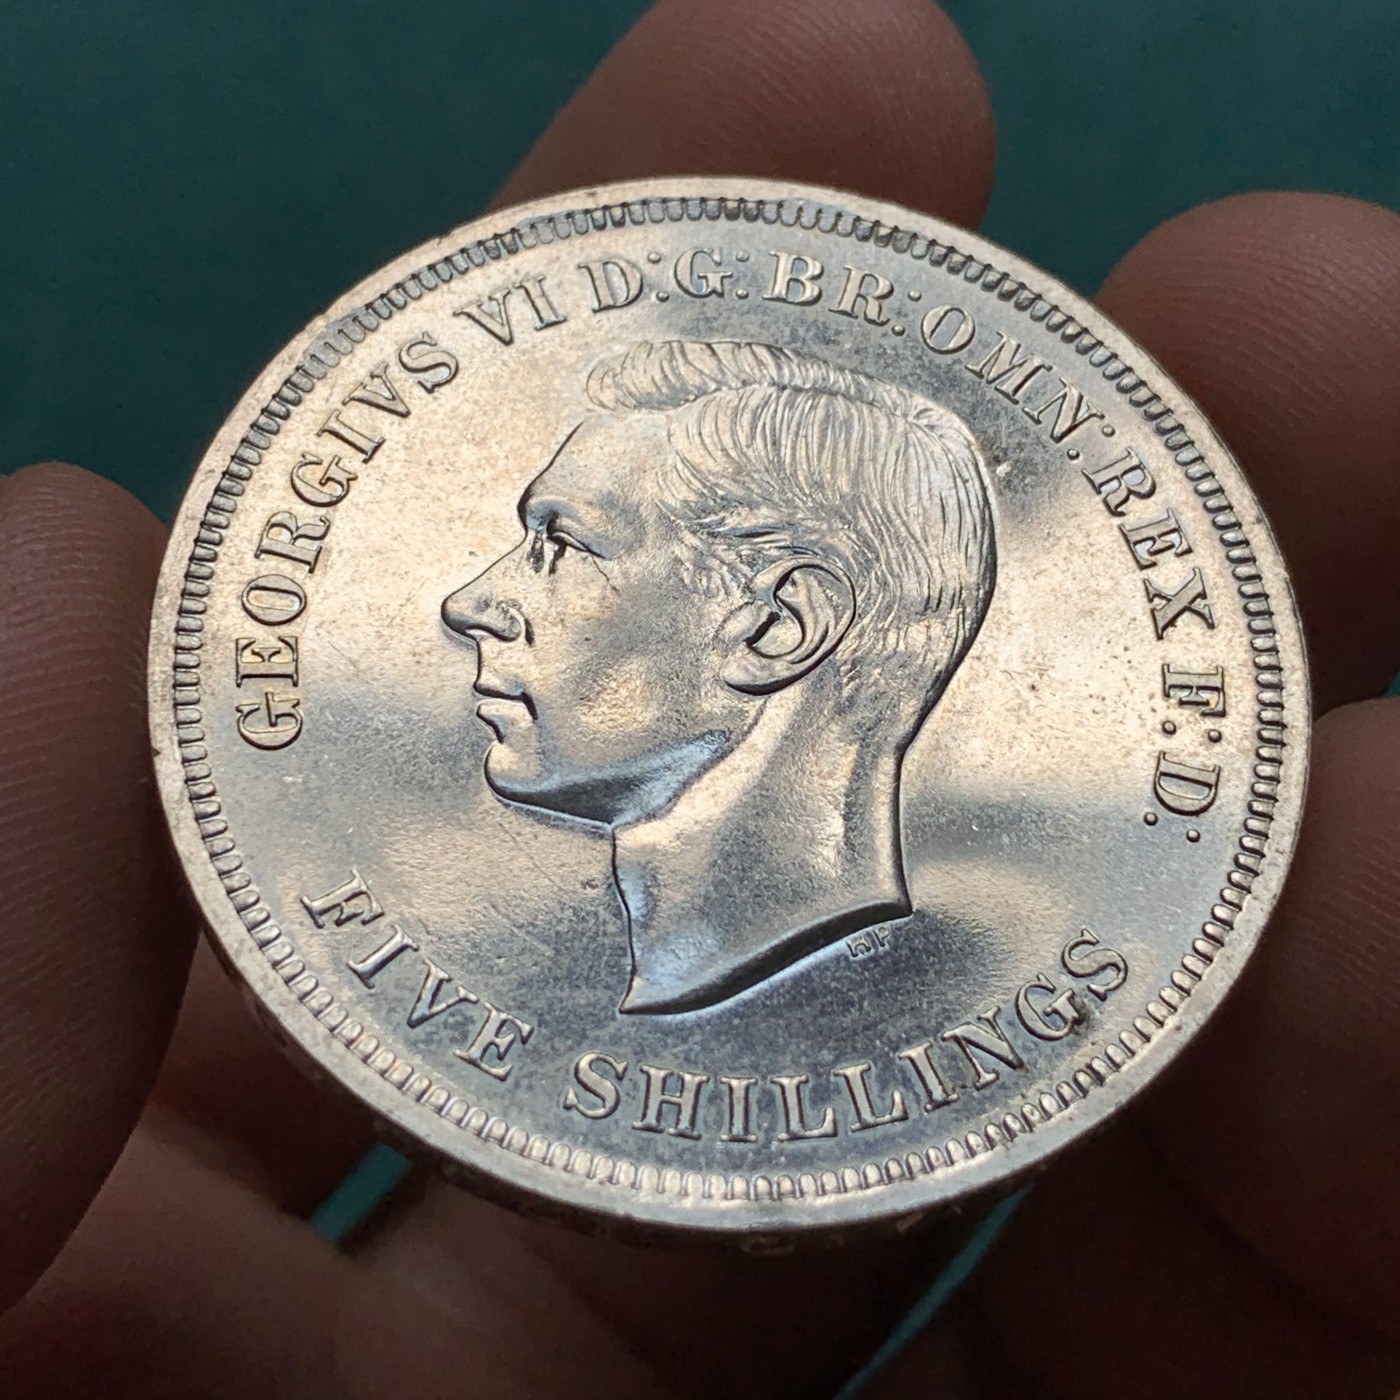 GEORGIVS VI D:G:BR:OMN:REX F:D:
HP
FIVE SHILLINGS